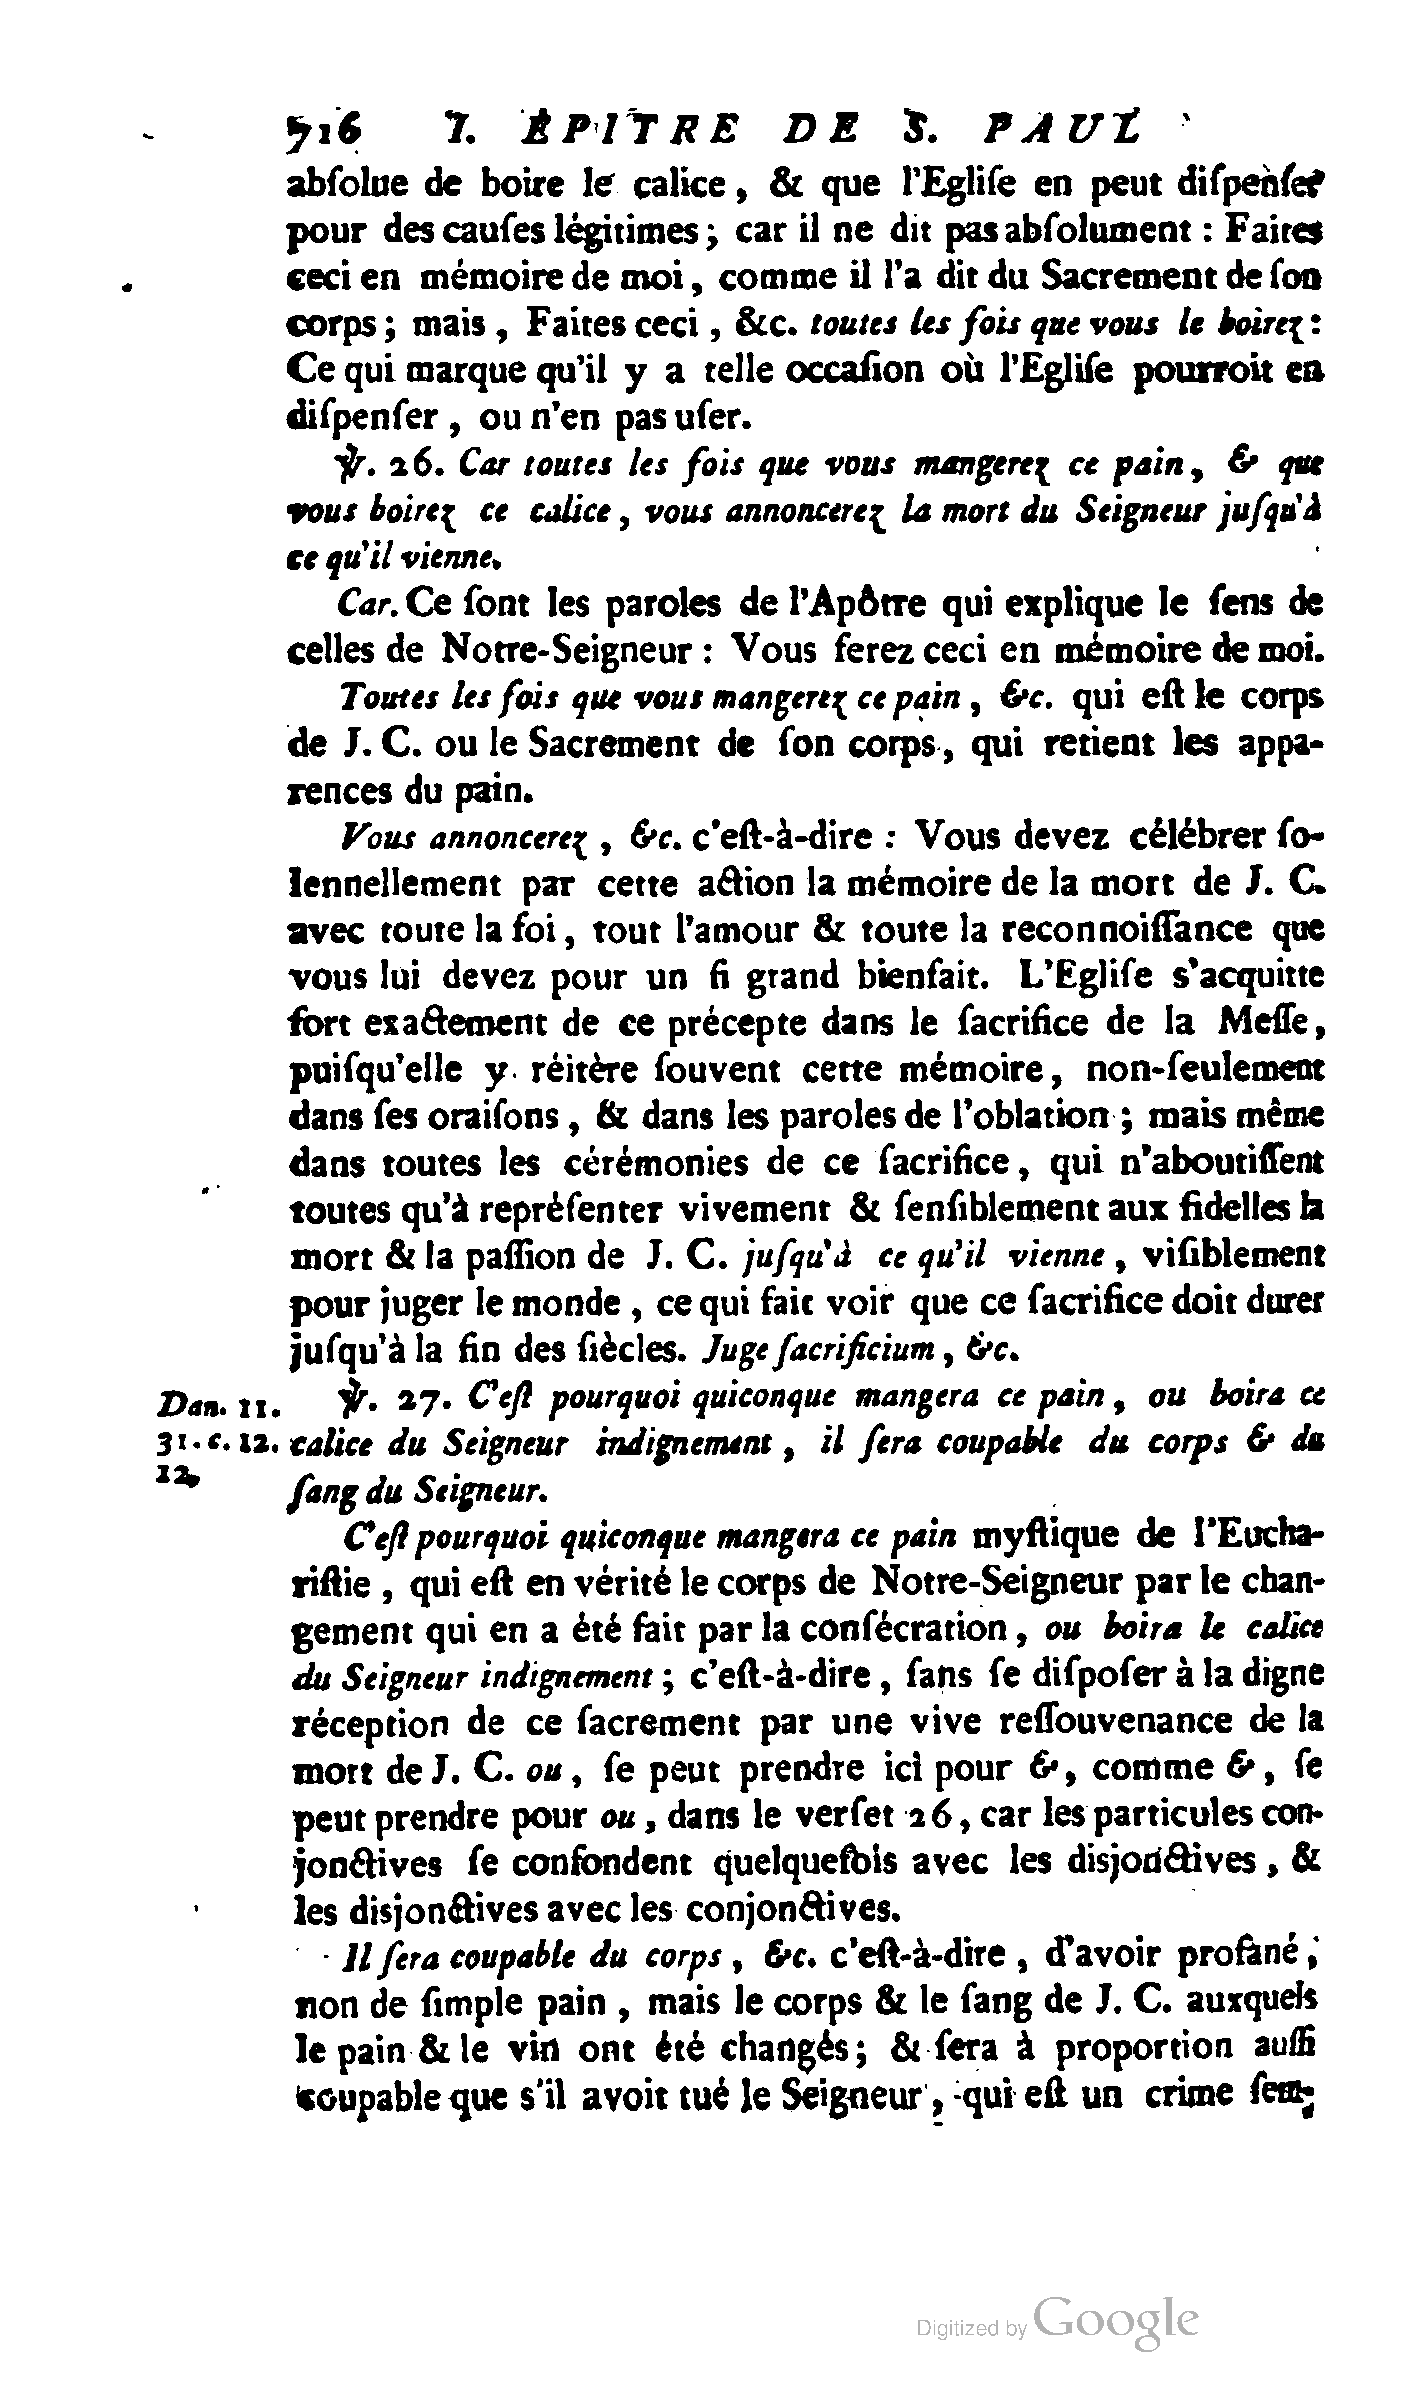 716 I. ÉPITRE DE S. PAUL
abſolue de boire le calice, & que l'Egliſe en peut diſpenſer
pour des cauſes légitimes; car il ne dit pas abſolument : Faites
ceci en mémoire de moi, comme il l'a dit du Sacrement de ſon
corps; mais, Faites ceci, &c. toutes les fois que vous le boirez:
Ce qui marque qu'il y a telle occaſion où l'Egliſe pourroit en
diſpenſer, ou n'en pas uſer.
℣. 26. Car toutes les fois que vous mangerez ce pain, & que
vous boirez ce calice, vous annoncerez la mort du Seigneur juſqu'à
ce qu'il vienne.
Car. Ce ſont les paroles de l'Apôtre qui explique le ſens de
celles de Notre-Seigneur : Vous ferez ceci en mémoire de moi.
Toutes les fois que vous mangerez ce pain, &c. qui eſt le corps
de J. C. ou le Sacrement de ſon corps, qui retient les appa-
rences du pain.
Vous annoncerez, &c. c'eſt-à-dire : Vous devez célébrer ſo-
lennellement par cette action la mémoire de la mort de J. C.
avec toute la foi, tout l'amour & toute la reconnoiſſance que
vous lui devez pour un ſi grand bienfait. L'Egliſe s'acquitte
fort exactement de ce précepte dans le ſacrifice de la Meſſe,
puiſqu'elle y réitère ſouvent cette mémoire, non-ſeulement
dans ſes oraiſons, & dans les paroles de l'oblation; mais même
dans toutes les cérémonies de ce ſacrifice, qui n'aboutiſſent
toutes qu'à repréſenter vivement & ſenſiblement aux fidelles la
mort & la paſſion de J. C. juſqu'à ce qu'il vienne, viſiblement
pour juger le monde, ce qui fait voir que ce ſacrifice doit durer
juſqu'à la fin des ſiècles. Juge ſacrificium, &c.
Dan. 11. ℣. 27. C'eſt pourquoi quiconque mangera ce pain, ou boira ce
31. c. 12. calice du Seigneur indignement, il ſera coupable du corps & du
12. ſang du Seigneur.
C'eſt pourquoi quiconque mangera ce pain myſtique de l'Eucha-
riſtie, qui eſt en vérité le corps de Notre-Seigneur par le chan-
gement qui en a été fait par la conſécration, ou boira le calice
du Seigneur indignement; c'eſt-à-dire, ſans ſe diſpoſer à la digne
réception de ce ſacrement par une vive reſſouvenance de la
mort de J. C. ou, ſe peut prendre ici pour &, comme &, ſe
peut prendre pour ou, dans le verſet 26, car les particules con-
jonctives ſe confondent quelquefois avec les disjonctives, &
les disjonctives avec les conjonctives.
Il ſera coupable du corps, &c. c'eſt-à-dire, d'avoir profané,
non de ſimple pain, mais le corps & le ſang de J. C. auxquels
le pain & le vin ont été changés; & ſera à proportion auſſi
coupable que s'il avoit tué le Seigneur, qui eſt un crime ſem-
Digitized by Google